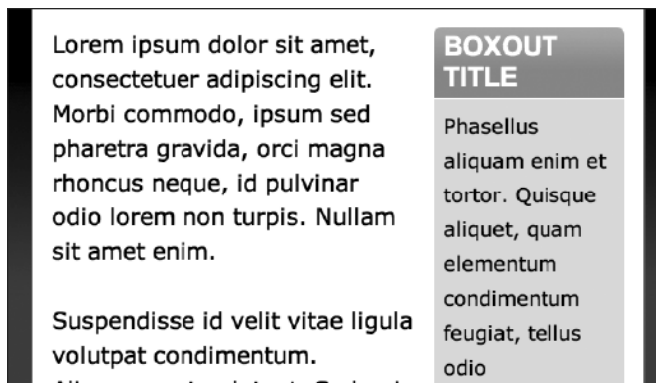 Lorem ipsum dolor sit amet,
consectetuer adipiscing elit.
Morbi commodo, ipsum sed
pharetra gravida, orci magna
rhoncus neque, id pulvinar
odio lorem non turpis. Nullam
sit amet enim.
Suspendisse id velit vitae ligula
volutpat condimentum.
BOXOUT
TITLE
Phasellus
aliquam enim et
tortor. Quisque
aliquet, quam
elementum
condimentum
feugiat, tellus
odio